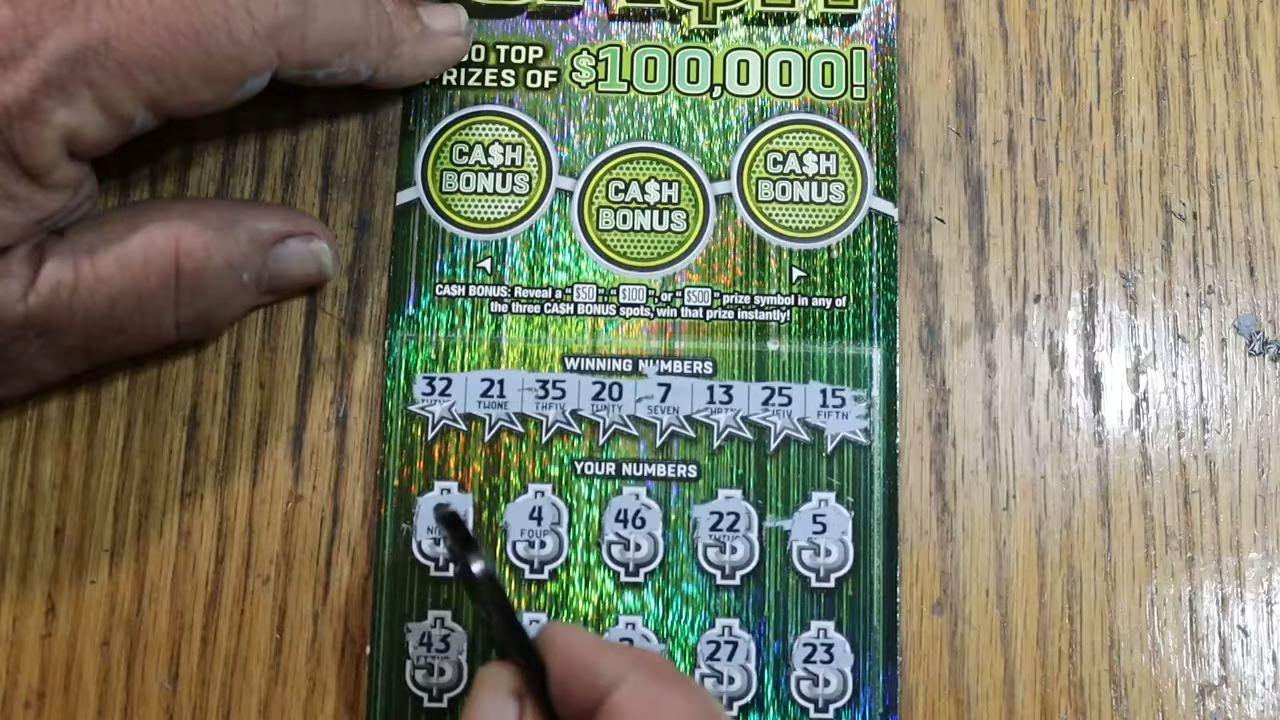 TOP
PRIZES OF $100,000!
CA$H BONUS
CA$H BONUS
CA$H BONUS
CA$H BONUS: Reveal a "$50", "$100", or "$500" prize symbol in any of
the three CA$H BONUS spots, win that prize instantly!
WINNING NUMBERS
32 21 35 20 7 13 25 15
TWONE SEVEN FIFTN
YOUR NUMBERS
4 46 22 5
FOUR
43 27 23